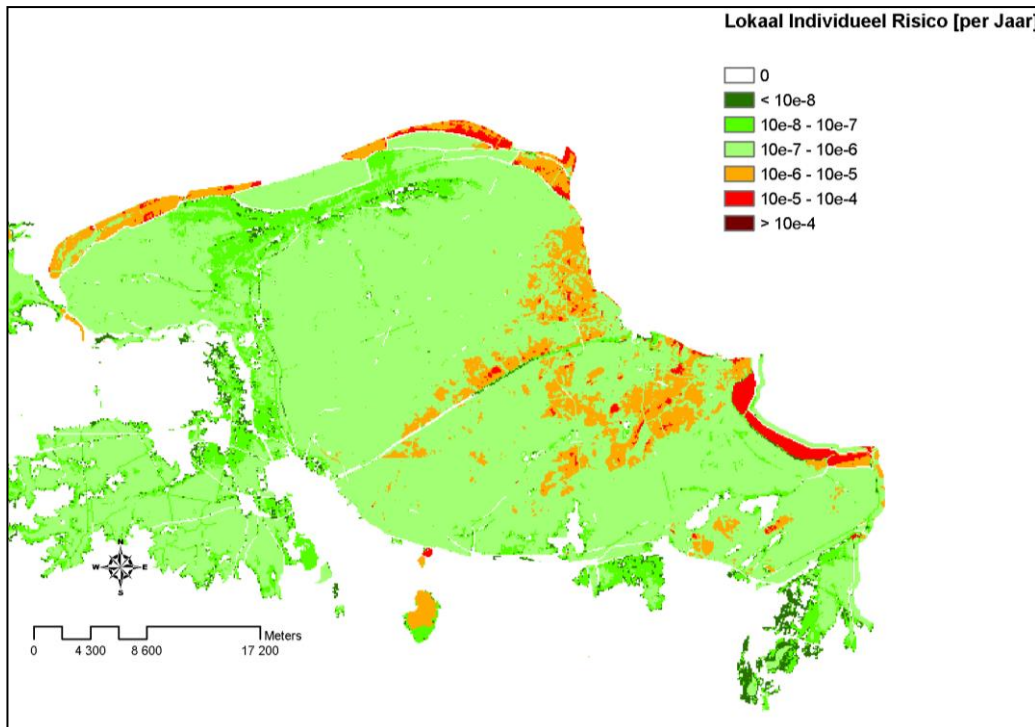 Lokaal Individueel Risico [per Jaar]
0
< 10e-8
10e-8 - 10e-7
10e-7 - 10e-6
10e-6 - 10e-5
10e-5 - 10e-4
> 10e-4
N
W E
S
Meters
0 4 300 8 600 17 200